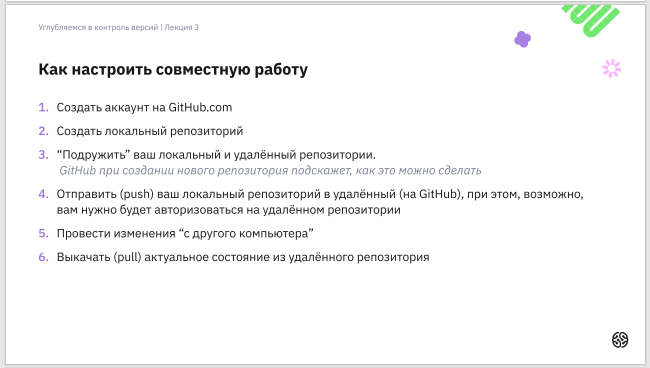 Углубляемся в контроль версий | Лекция 3
Как настроить совместную работу
1. Создать аккаунт на GitHub.com
2. Создать локальный репозиторий
3. “Подружить” ваш локальный и удалённый репозитории.
GitHub при создании нового репозитория подскажет, как это можно сделать
4. Отправить (push) ваш локальный репозиторий в удалённый (на GitHub), при этом, возможно,
вам нужно будет авторизоваться на удалённом репозитории
5. Провести изменения “с другого компьютера”
6. Выкачать (pull) актуальное состояние из удалённого репозитория